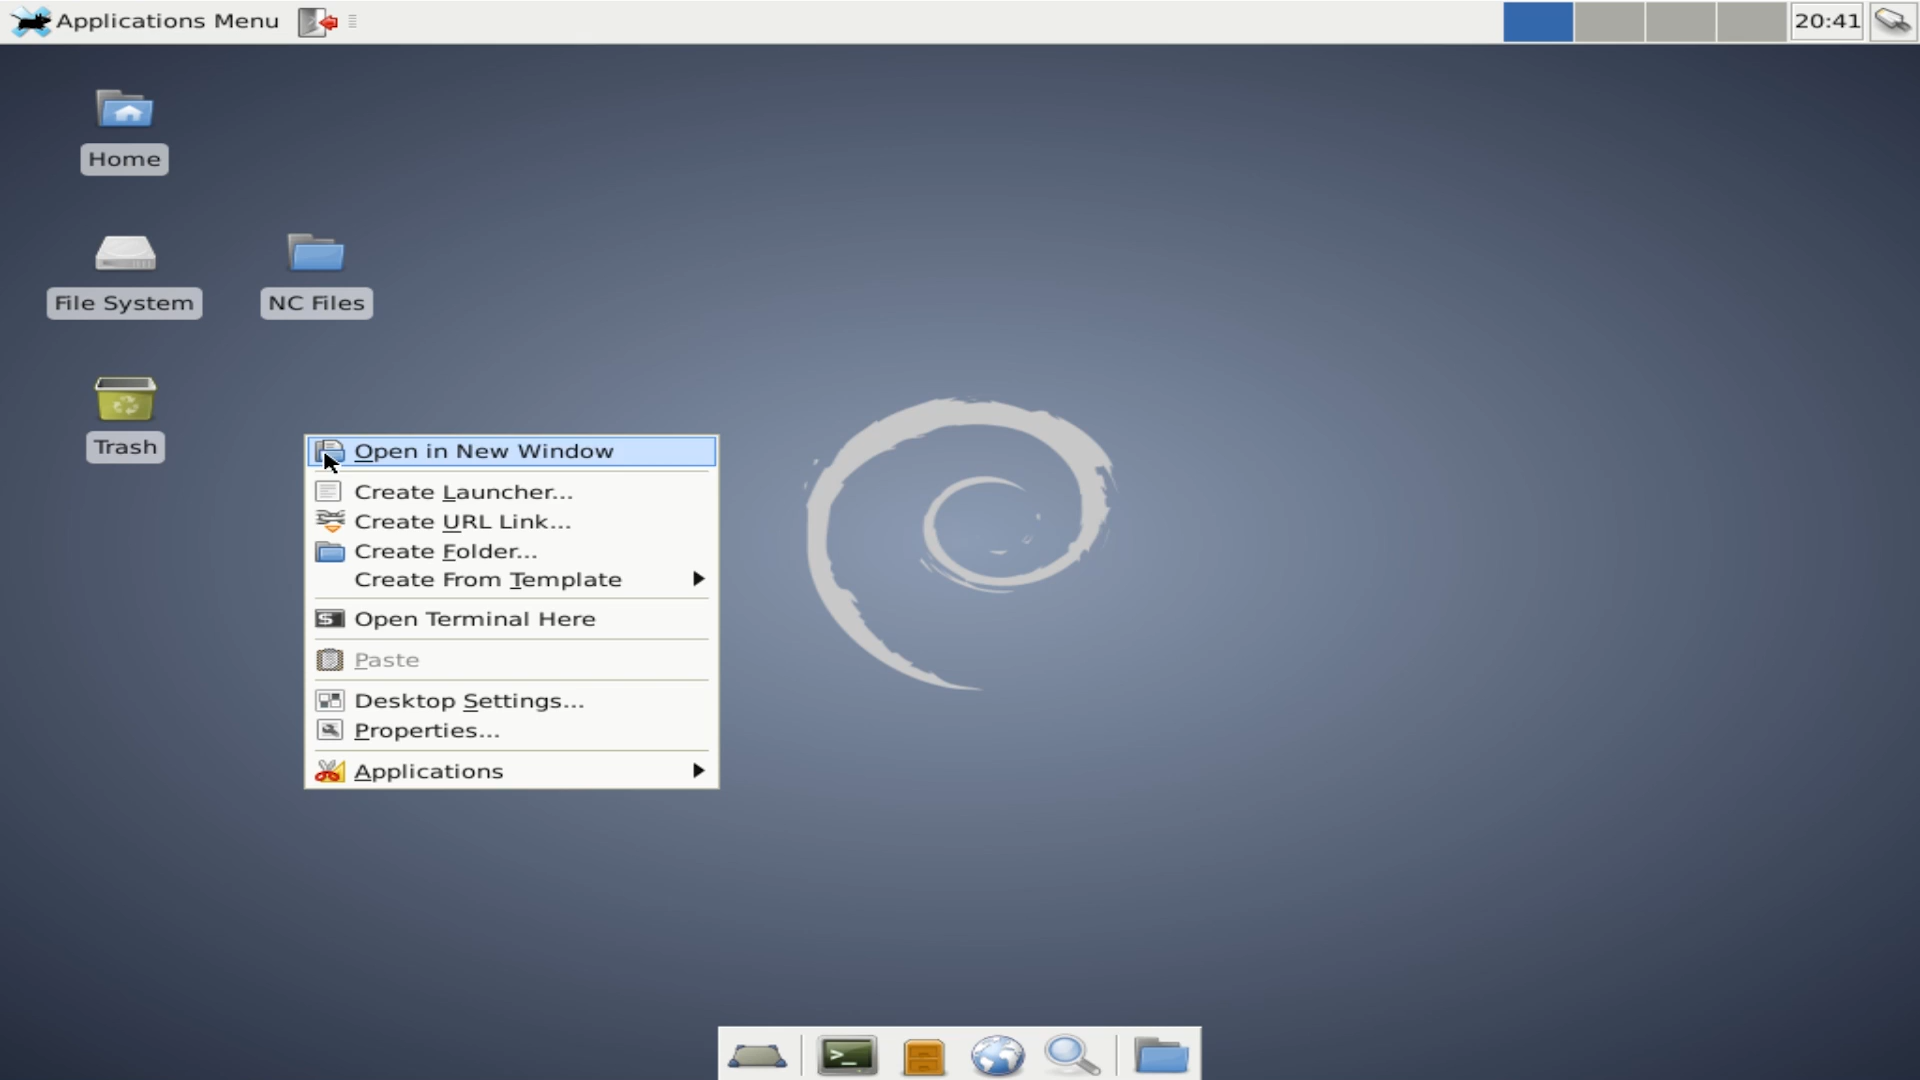 Applications Menu
20:41
Home
File System
NC Files
Trash
Open in New Window
Create Launcher...
Create URL Link...
Create Folder...
Create From Template
Open Terminal Here
Paste
Desktop Settings...
Properties...
Applications